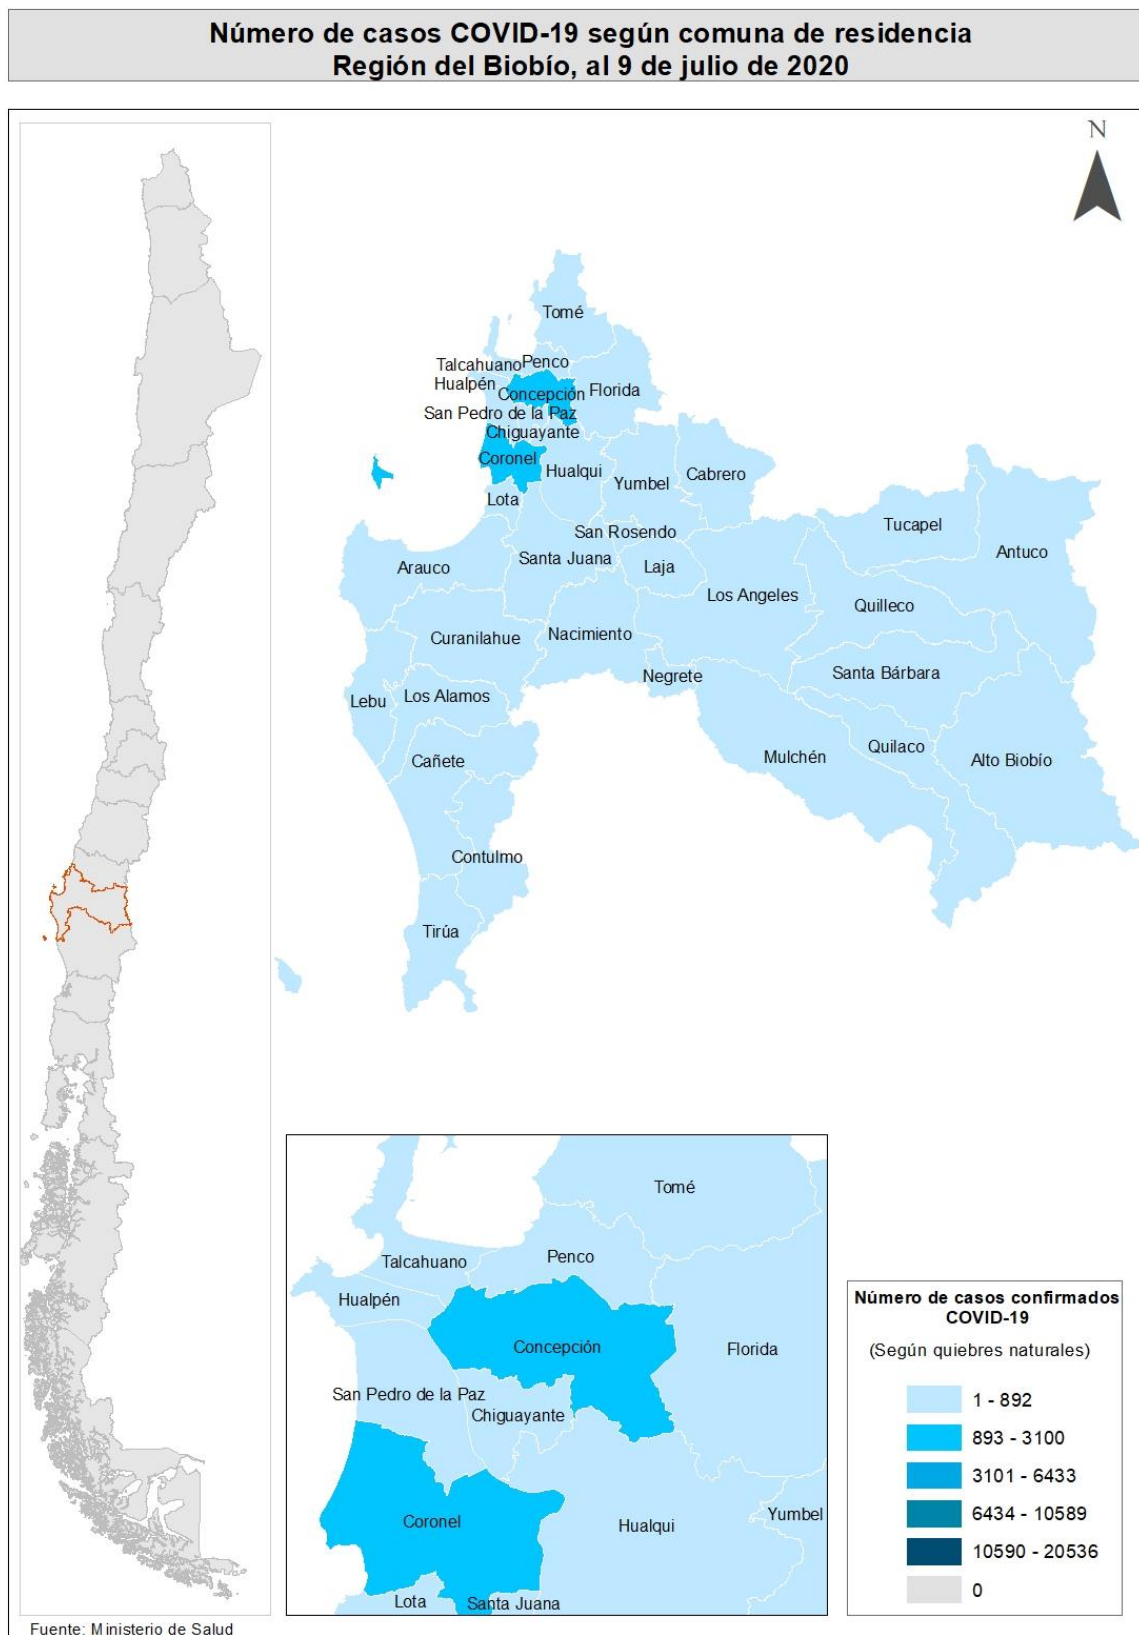 Número de casos COVID-19 según comuna de residencia
Región del Biobío, al 9 de julio de 2020
N
Tomé
Talcahuano
Penco
Hualpén
Concepción
Florida
San Pedro de la Paz
Chiguayante
Coronel
Hualqui
Yumbel
Cabrero
Lota
San Rosendo
Tucapel
Antuco
Arauco
Santa Juana
Laja
Los Angeles
Quilleco
Curanilahue
Nacimiento
Negrete
Santa Bárbara
Lebu
Los Alamos
Cañete
Mulchén
Quilaco
Alto Biobío
Contulmo
Tirúa
Tomé
Talcahuano
Penco
Hualpén
Concepción
Florida
San Pedro de la Paz
Chiguayante
Coronel
Hualqui
Yumbel
Lota
Santa Juana
Número de casos confirmados
COVID-19
(Según quiebres naturales)
1 - 892
893 - 3100
3101 - 6433
6434 - 10589
10590 - 20536
0
Fuente: Ministerio de Salud